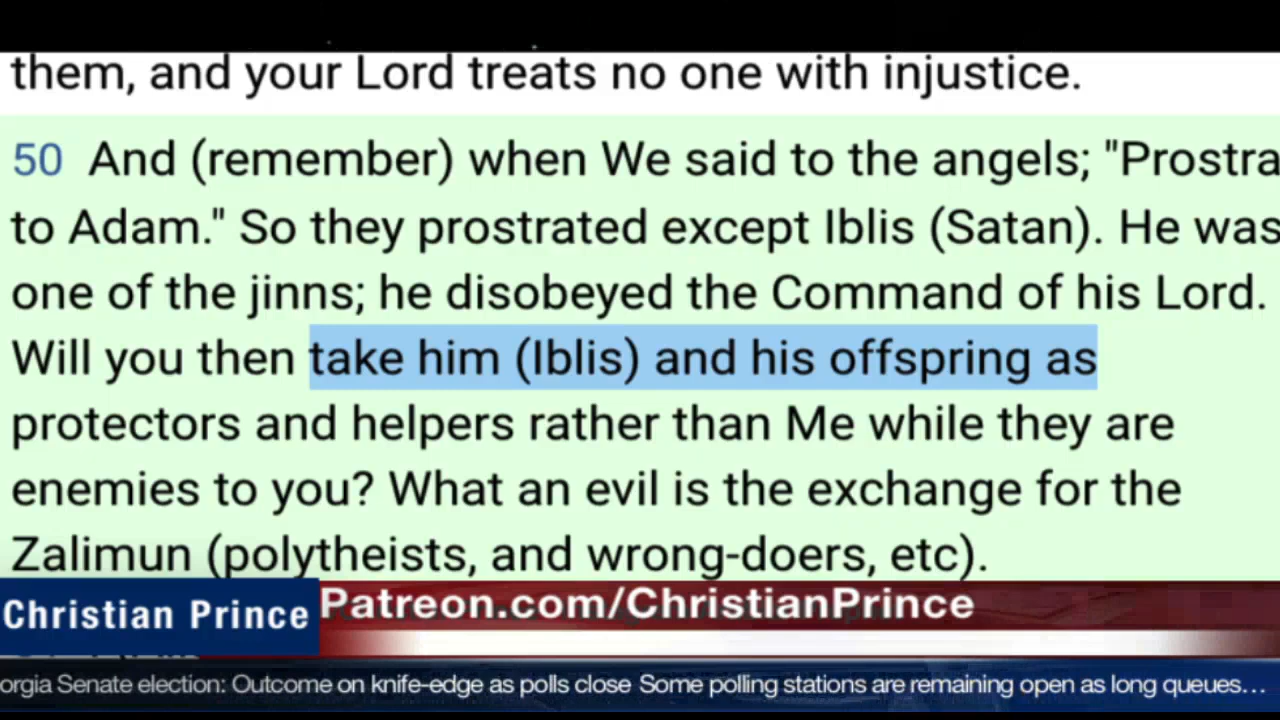 them, and your Lord treats no one with injustice.
50 And (remember) when We said to the angels; "Prostra
to Adam." So they prostrated except Iblis (Satan). He was
one of the jinns; he disobeyed the Command of his Lord.
Will you then take him (Iblis) and his offspring as
protectors and helpers rather than Me while they are
enemies to you? What an evil is the exchange for the
Zalimun (polytheists, and wrong-doers, etc).
Christian Prince Patreon.com/ChristianPrince
orgia Senate election: Outcome on knife-edge as polls close Some polling stations are remaining open as long queues...